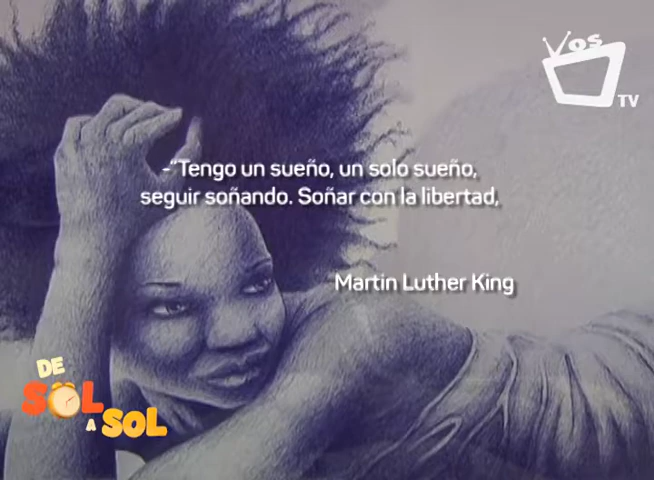 Vos
TV
-"Tengo un sueño, un solo sueño,
seguir soñando. Soñar con la libertad,
Martin Luther King
DE
SOL
A SOL